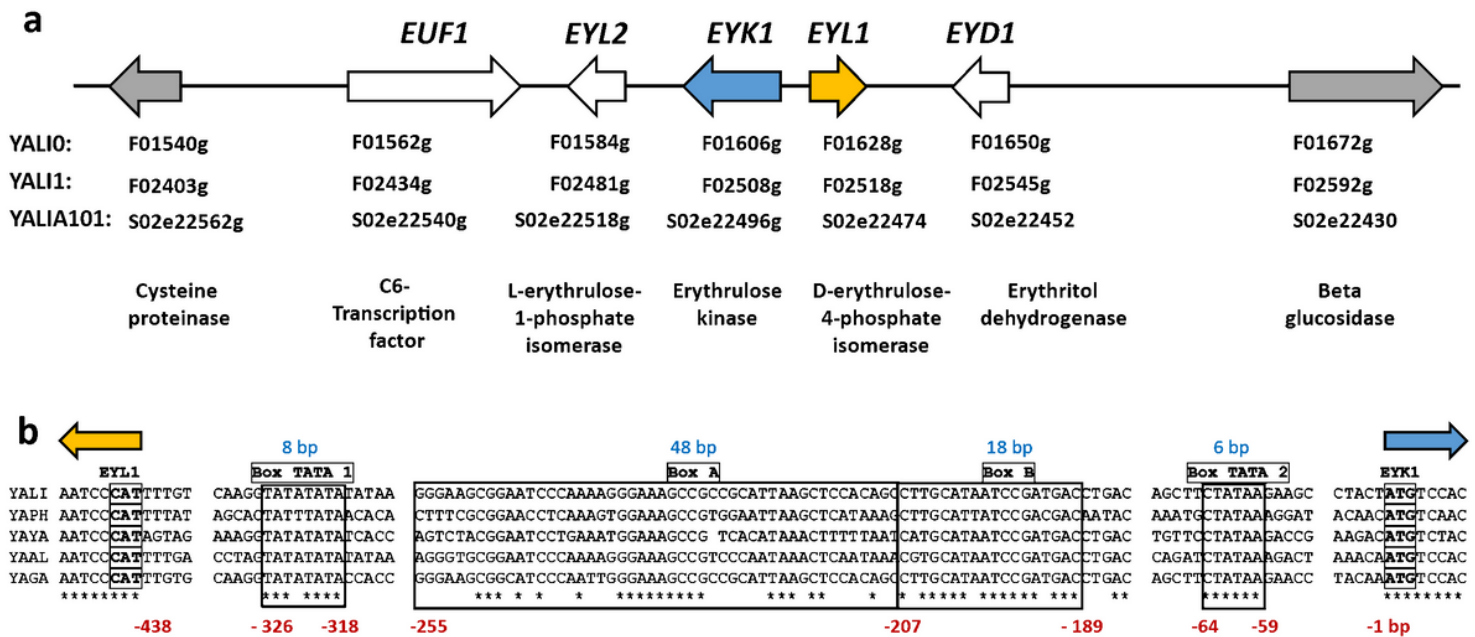 a
EUF1 EYL2 EYK1 EYL1 EYD1
YALI0: F01540g F01562g F01584g F01606g F01628g F01650g F01672g
YALI1: F02403g F02434g F02481g F02508g F02518g F02545g F02592g
YALIA101: S02e22562g S02e22540g S02e22518g S02e22496g S02e22474 S02e22452 S02e22430
Cysteine proteinase
C6-
Transcription
factor
L-erythrulose-
1-phosphate
isomerase
Erythrulose
kinase
D-erythrulose-
4-phosphate
isomerase
Erythritol
dehydrogenase
Beta
glucosidase
b
8 bp 48 bp 18 bp 6 bp
EYL1 Box TATA 1 Box A Box B Box TATA 2 EYK1
YALI AATCCCATTTTGT CAAGGTATATATATATAA GGGAAGCGGAATCCCAAAAGGGAAAGCCGCCGCATTAAGCTCCACAGCCTTGCATAATCCGATGACCTGAC AGCTTCTATAAGAAGC CTACTATGTCCAC
YAPH AATCCCATTTTAT AGCACTATTTATAACACA CTTTCGCGGAACCTCAAAGTGGAAAGCCGTGGAATTAAGCTCATAAAGCTTGCATTATCCGACGACAATAC AAATGCTATAAAGGAT ACAACATGTCAAC
YAYA AATCCCATAGTAG AAAGGTATATATATCACC AGTCTACGGAATCCTGAAATGGAAAGCCG TCACATAAACTTTTTAATCATGCATAATCCGATGACCTGAC TGTTCCTATAAGACCG AAGACATGTCTAC
YAAL AATCCCATTTTGA CCTAGTATATATATATAA AGGGTGCGGAATCCCAAAAGGGAAAGCCGTCCCAATAAACTCAATAAACGTGCATAATCCGATGACCTGAC CAGATCTATAAAGACT AAACAATGTCCAC
YAGA AATCCCATTTGTG CAAGGTATATATACCACC GGGAAGCGGCATCCCAATTGGGAAAGCCGCCGCATTAAGCTCCACAGCCTTGCATAATCCGATGACCTGAC AGCTTCTATAAGAACC TACAAATGTCCAC
-438 - 326 -318 -255 -207 - 189 -64 -59 -1 bp